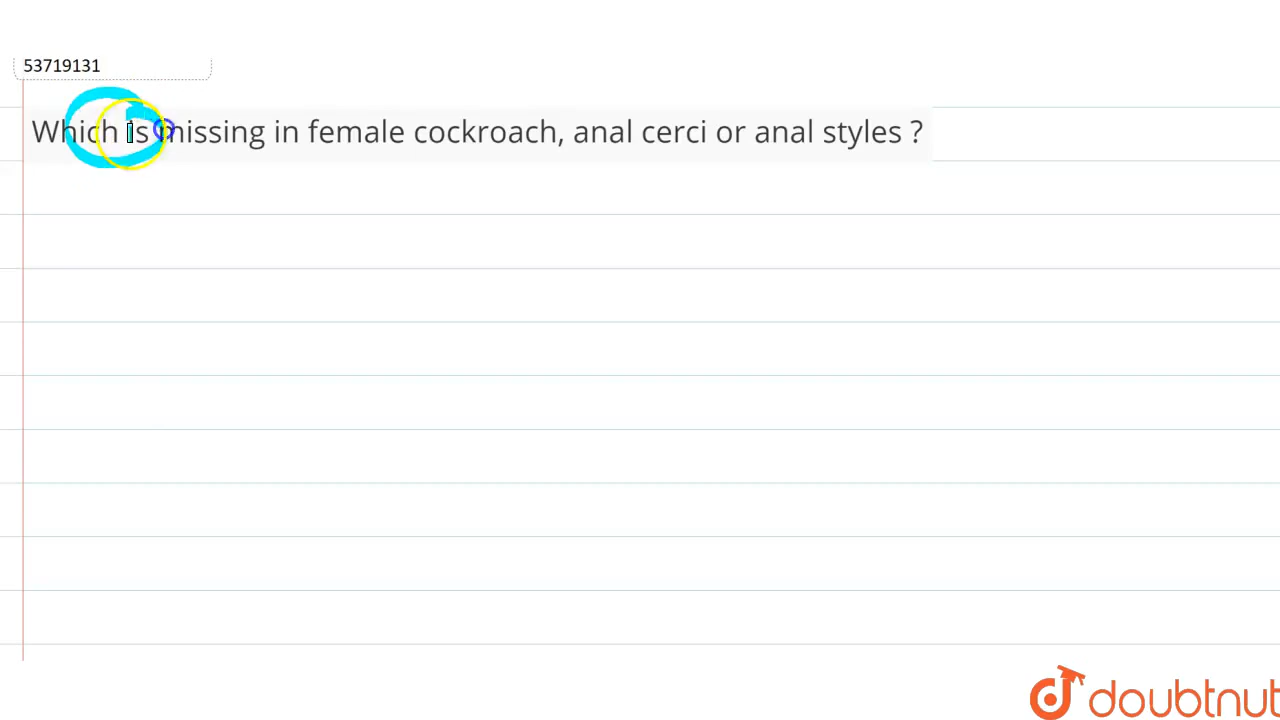 53719131
Which is missing in female cockroach, anal cerci or anal styles ?
doubtnut